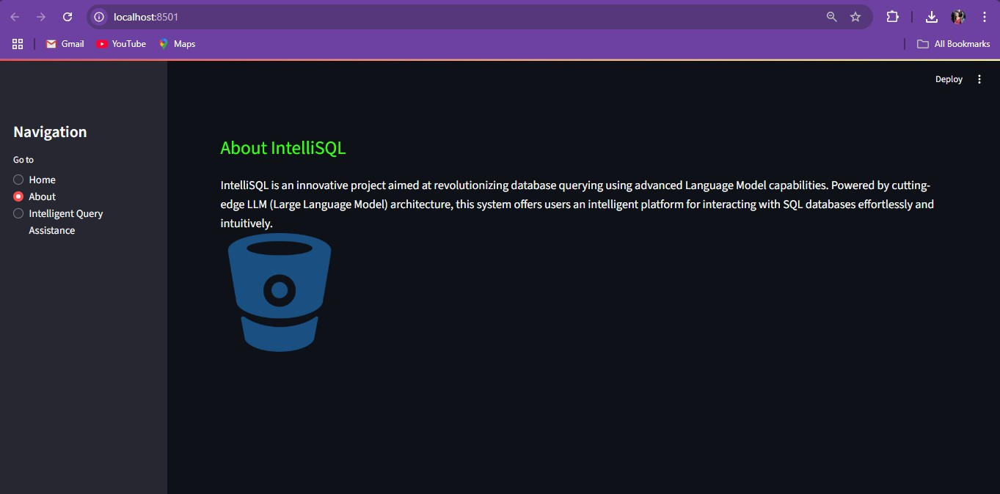 localhost:8501
Gmail
YouTube
Maps
All Bookmarks
Deploy
Navigation
Go to
Home
About
Intelligent Query
Assistance
About IntelliSQL
IntelliSQL is an innovative project aimed at revolutionizing database querying using advanced Language Model capabilities. Powered by cutting-
edge LLM (Large Language Model) architecture, this system offers users an intelligent platform for interacting with SQL databases effortlessly and
intuitively.